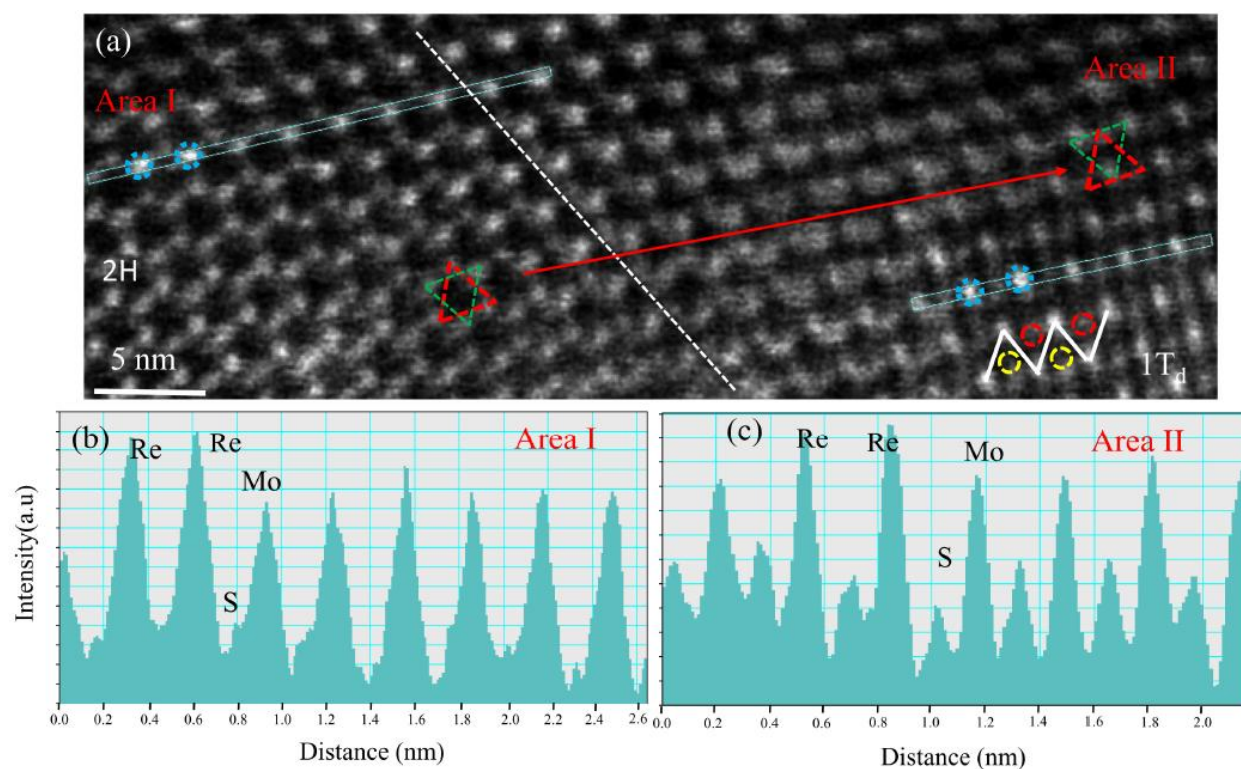 (a)
Area I
Area II
2H
5 nm
1T_d
(b)
Re
Re
Mo
S
Area I
Intensity(a.u)
0.0 0.2 0.4 0.6 0.8 1.0 1.2 1.4 1.6 1.8 2.0 2.2 2.4 2.6
Distance (nm)
(c)
Re
Re
Mo
S
Area II
0.0 0.2 0.4 0.6 0.8 1.0 1.2 1.4 1.6 1.8 2.0
Distance (nm)